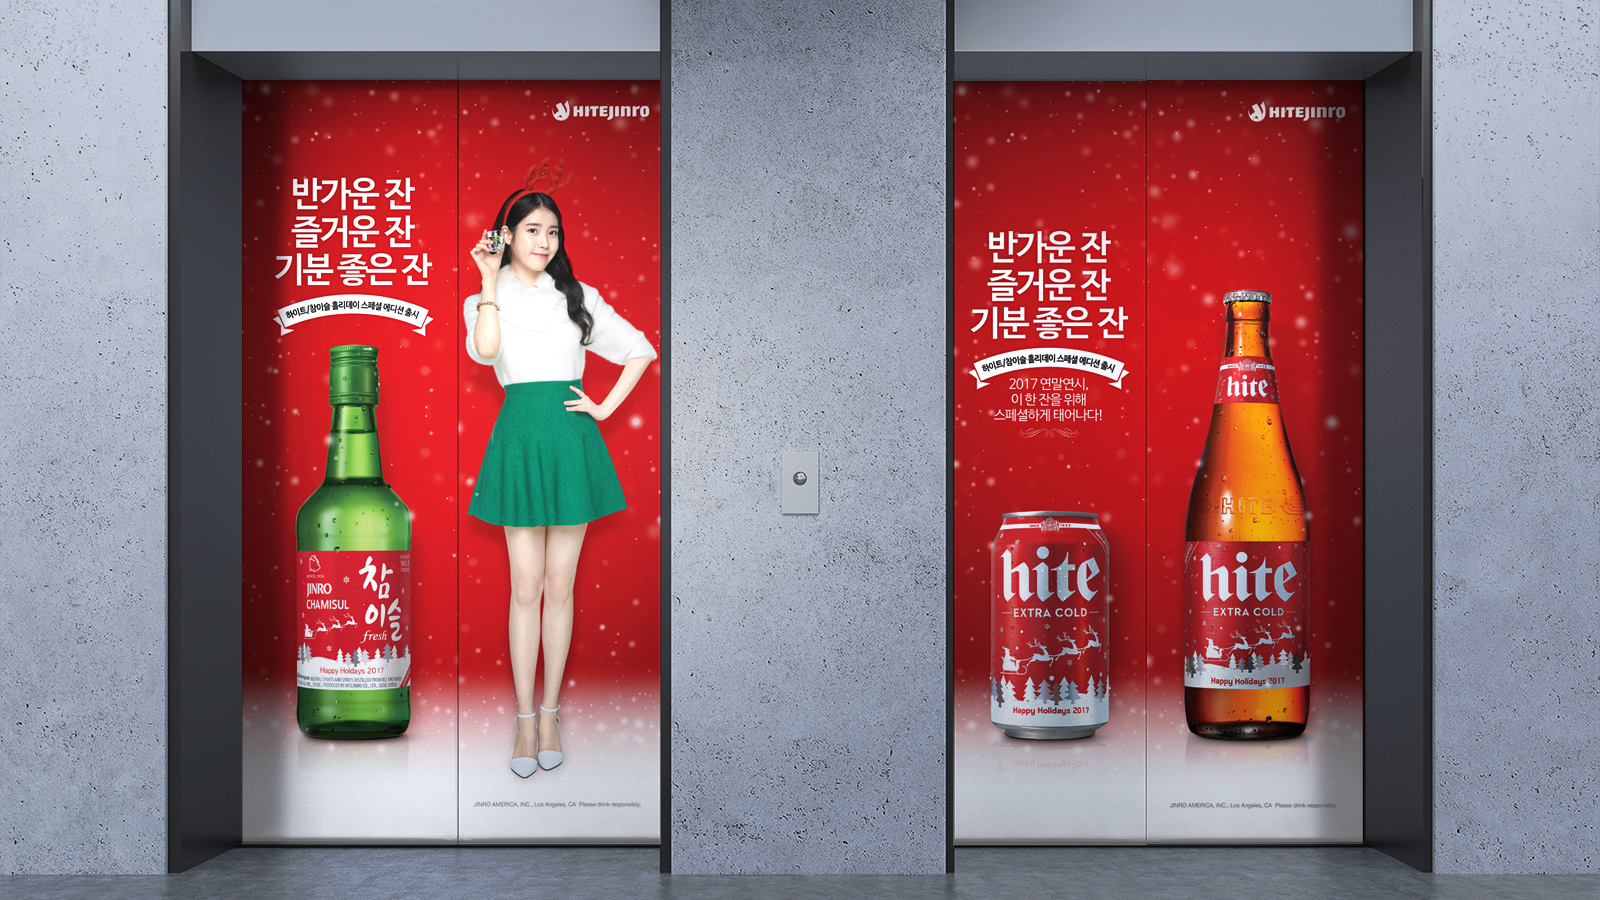 HITEJINRO
반가운 잔
즐거운 잔
기분 좋은 잔
하이트/참이슬 홀리데이 스페셜 에디션 출시
SINCE 1924
JINRO
CHAMISUL
참
이슬
fresh
Happy Holidays 2017
JINRO AMERICA, INC., Los Angeles, CA Please drink responsibly.
HITEJINRO
반가운 잔
즐거운 잔
기분 좋은 잔
하이트/참이슬 홀리데이 스페셜 에디션 출시
2017 연말연시,
이 한 잔을 위해
스페셜하게 태어나다!
hite
EXTRA COLD
Happy Holidays 2017
hite
HITE
hite
EXTRA COLD
Happy Holidays 2017
JINRO AMERICA, INC., Los Angeles, CA Please drink responsibly.